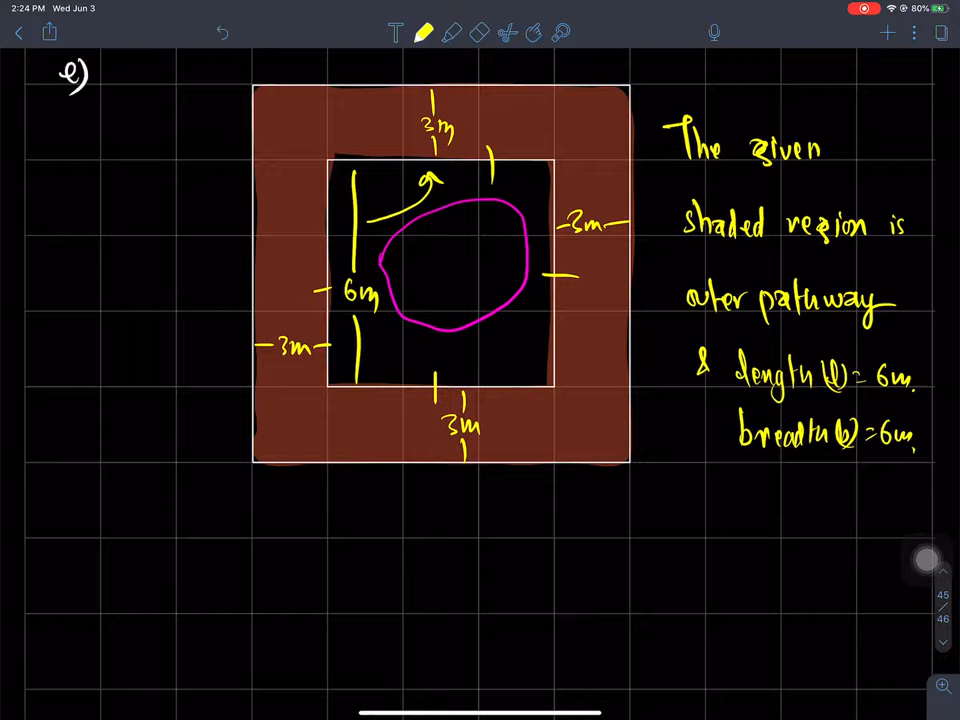 2:24 PM Wed Jun 3
80%
T
e)
3m
The given
shaded region is
3m
6m
outer pathway
3m
& length (l) = 6m.
3m
breadth (b) = 6m.
45
/
46